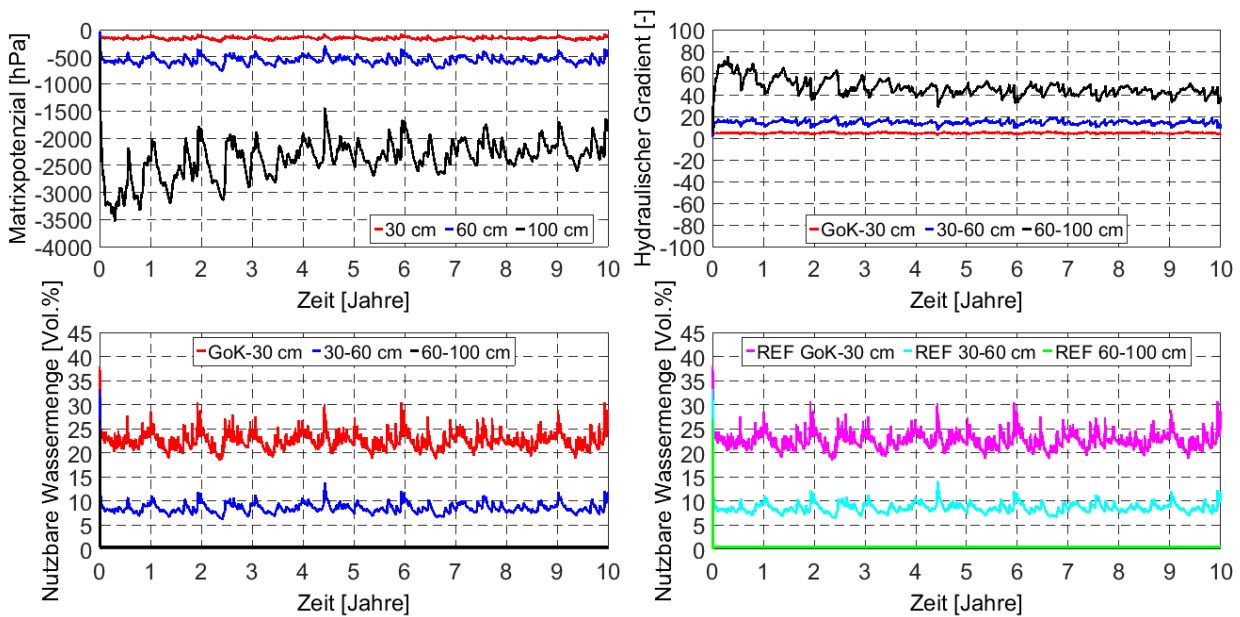 Matrixpotenzial [hPa]
0
-500
-1000
-1500
-2000
-2500
-3000
-3500
-4000
30 cm 60 cm 100 cm
0 1 2 3 4 5 6 7 8 9 10
Zeit [Jahre]
Hydraulischer Gradient [-]
100
80
60
40
20
0
-20
-40
-60
-80
-100
GoK-30 cm 30-60 cm 60-100 cm
0 1 2 3 4 5 6 7 8 9 10
Zeit [Jahre]
Nutzbare Wassermenge [Vol.%]
45
40
35
30
25
20
15
10
5
0
GoK-30 cm 30-60 cm 60-100 cm
0 1 2 3 4 5 6 7 8 9 10
Zeit [Jahre]
Nutzbare Wassermenge [Vol.%]
45
40
35
30
25
20
15
10
5
0
REF GoK-30 cm REF 30-60 cm REF 60-100 cm
0 1 2 3 4 5 6 7 8 9 10
Zeit [Jahre]